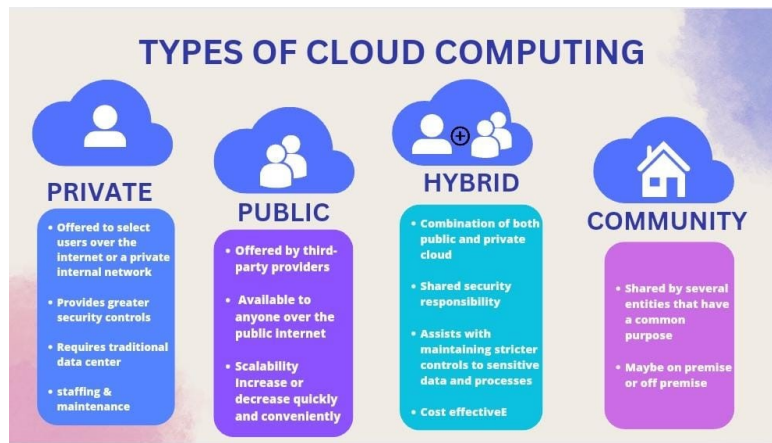 TYPES OF CLOUD COMPUTING
PRIVATE
• Offered to select
users over the
internet or a private
internal network
• Provides greater
security controls
• Requires traditional
data center
• staffing &
maintenance
PUBLIC
• Offered by third-
party providers
• Available to
anyone over the
public internet
• Scalability
Increase or
decrease quickly
and conveniently
HYBRID
• Combination of both
public and private
cloud
• Shared security
responsibility
• Assists with
maintaining stricter
controls to sensitive
data and processes
• Cost effectiveE
COMMUNITY
• Shared by several
entities that have
a common
purpose
• Maybe on premise
or off premise